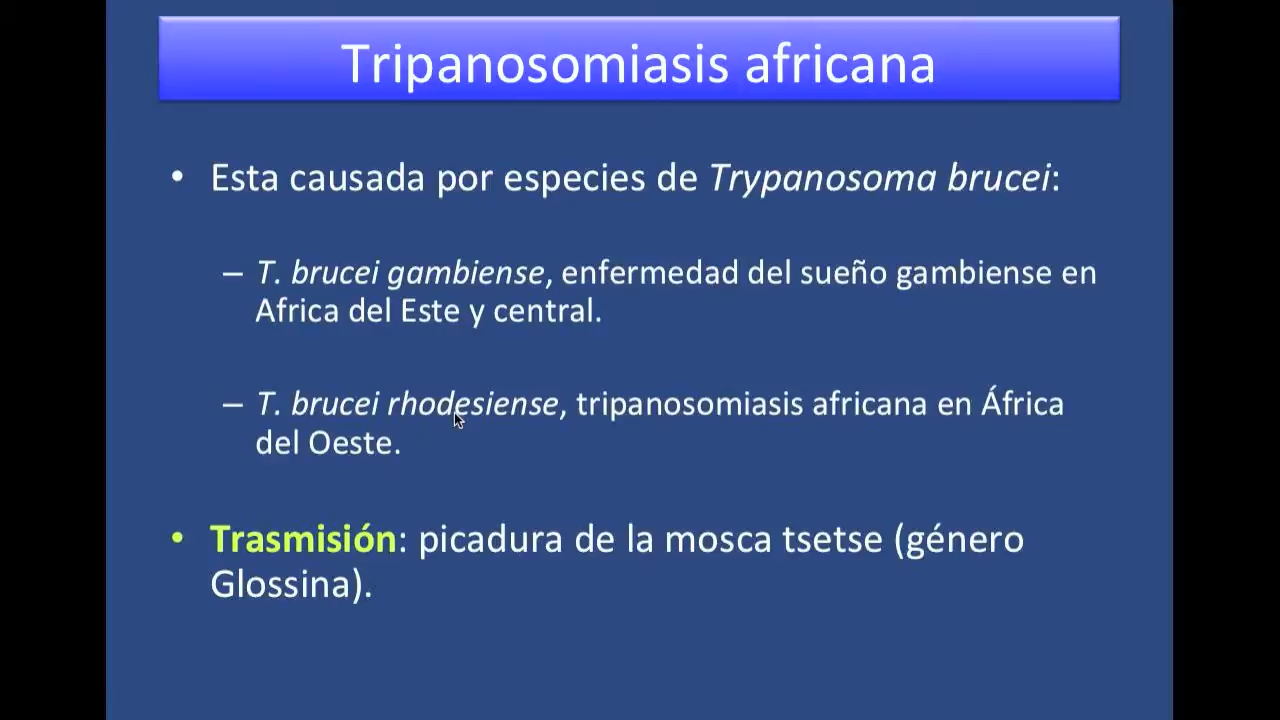 Tripanosomiasis africana
• Esta causada por especies de Trypanosoma brucei:
– T. brucei gambiense, enfermedad del sueño gambiense en
Africa del Este y central.
– T. brucei rhodesiense, tripanosomiasis africana en África
del Oeste.
• Trasmisión: picadura de la mosca tsetse (género
Glossina).